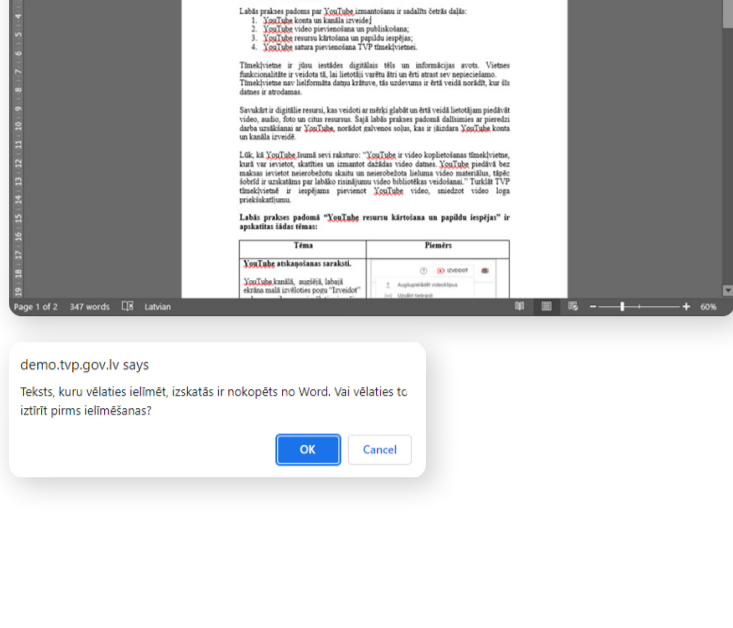 Labās prakses padoms par YouTube izmantošanu ir sadalīts četrās daļās:
1. YouTube konta un kanāla izveide;
2. YouTube video pievienošana un publiskošana;
3. YouTube resursu kārtošana un papildu iespējas;
4. YouTube satura pievienošana TVP tīmekļvietnei.
Tīmekļvietne ir jūsu iestādes digitālais tēls un informācijas avots. Vietnes
funkcionalitāte ir veidota tā, lai lietotāji varētu ātri un ērti atrast sev nepieciešamo.
Tīmekļvietne nav lielformāta datņu krātuve, tās uzdevums ir ērtā veidā norādīt, kur šīs
datnes ir atrodamas.
Savukārt ir digitālie resursi, kas veidoti ar mērķi glabāt un ērtā veidā lietotājam piedāvāt
video, audio, foto un citus resursus. Šajā labās prakses padomā dalīsimies ar pieredzi
darba uzsākšanai ar YouTube, norādot galvenos soļus, kas ir jāizdara YouTube konta
un kanāla izveidē.
Lūk, kā YouTube īsumā sevi raksturo: "YouTube ir video koplietošanas tīmekļvietne,
kurā var ievietot, skatīties un izmantot dažādas video datnes. YouTube piedāvā bez
maksas ievietot neierobežotu skaitu un neierobežota lieluma video materiālus, tāpēc
šobrīd ir uzskatāms par labāko risinājumu video bibliotēkas veidošanai." Turklāt TVP
tīmekļvietnē ir iespējams pievienot YouTube video, sniedzot video loga
priekšskatījumu.
Labās prakses padomā "YouTube resursu kārtošana un papildu iespējas" ir
apskatītas šādas tēmas:
Tēma Piemērs
YouTube atskaņošanas saraksti.
YouTube kanālā, augšējā, labajā
ekrāna malā izvēloties pogu "Izveidot"
IZVEIDOT
Augšupielādēt videoklipus
Uzsākt tiešraidi
Page 1 of 2 347 words Latvian 60%
demo.tvp.gov.lv says
Teksts, kuru vēlaties ielīmēt, izskatās ir nokopēts no Word. Vai vēlaties to
iztīrīt pirms ielīmēšanas?
OK Cancel